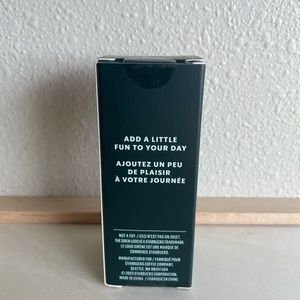 ADD A LITTLE
FUN TO YOUR DAY
AJOUTEZ UN PEU
DE PLAISIR
À VOTRE JOURNÉE
NOT A TOY. / CECI N'EST PAS UN JOUET.
THE SIREN LOGO IS A STARBUCKS TRADEMARK.
LE LOGO SIRÈNE EST UNE MARQUE DE
COMMERCE STARBUCKS.
MANUFACTURED FOR / FABRIQUÉ POUR
STARBUCKS COFFEE COMPANY,
SEATTLE, WA 98134 USA
© 2023 STARBUCKS CORPORATION.
MADE IN CHINA. / FABRIQUÉ EN CHINE.